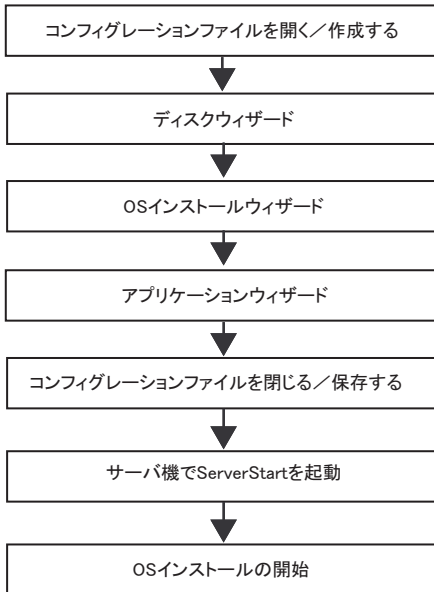 コンフィグレーションファイルを開く／作成する
ディスクウィザード
OSインストールウィザード
アプリケーションウィザード
コンフィグレーションファイルを閉じる／保存する
サーバ機でServerStartを起動
OSインストールの開始